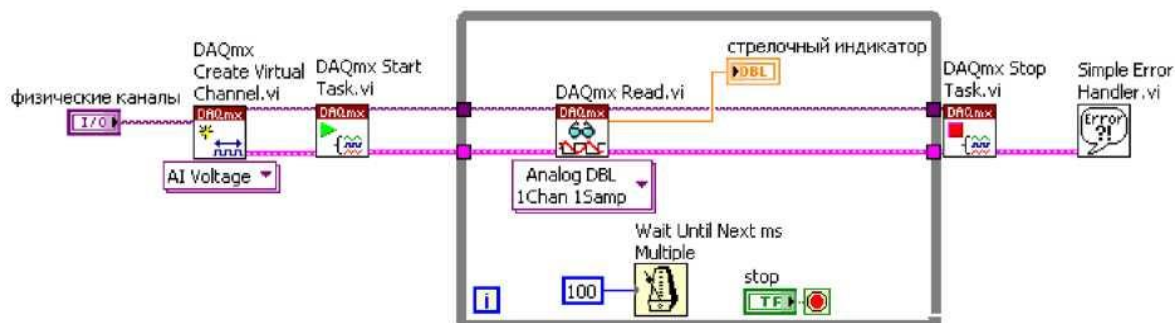 физические каналы
I/O
DAQmx
Create Virtual
Channel.vi
DAQmx
AI Voltage
DAQmx Start
Task.vi
DAQmx
DAQmx Read.vi
DAQmx
Analog DBL
1Chan 1Samp
стрелочный индикатор
DBL
Wait Until Next ms
Multiple
100
i
stop
TF
DAQmx Stop
Task.vi
DAQmx
Simple Error
Handler.vi
Error
?!